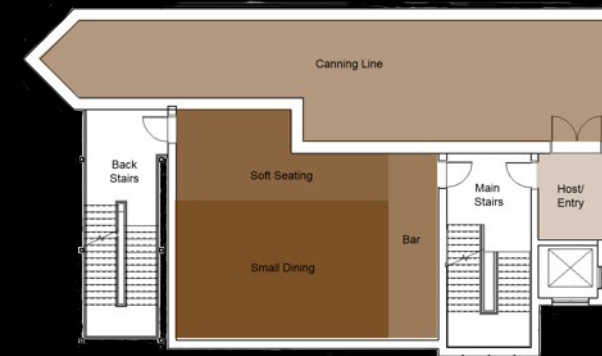 Canning Line
Back
Stairs
Soft Seating
Main
Stairs
Host/
Entry
Bar
Small Dining